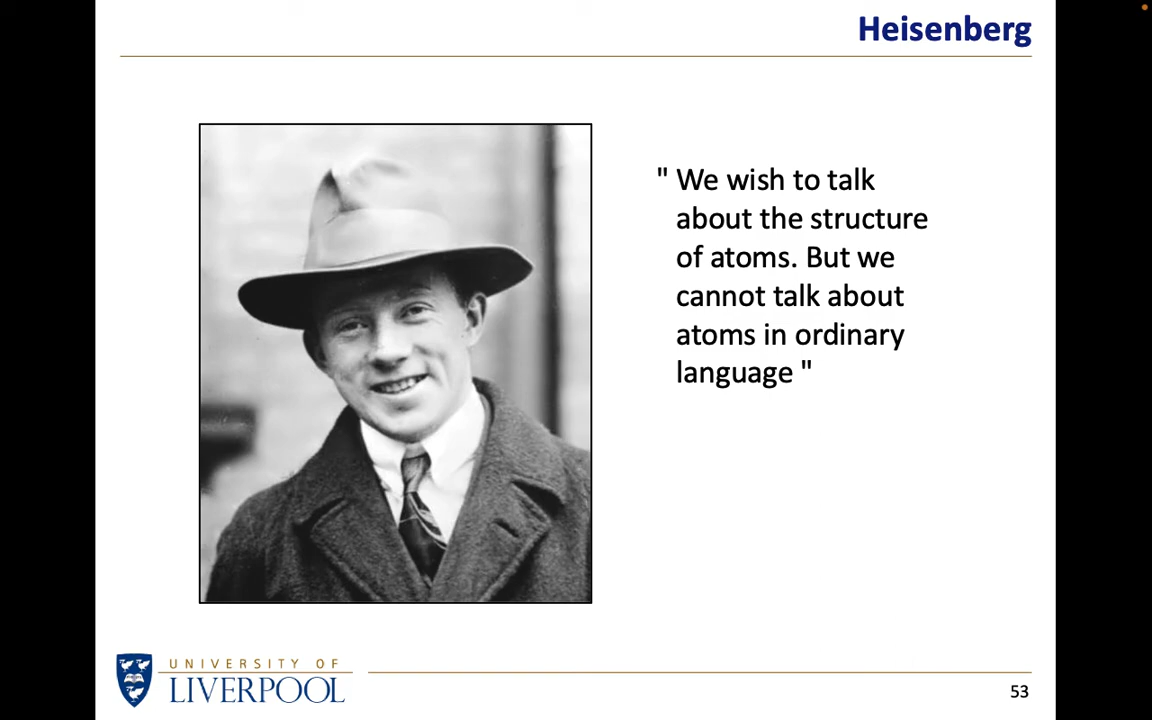 Heisenberg
" We wish to talk
about the structure
of atoms. But we
cannot talk about
atoms in ordinary
language "
UNIVERSITY OF
LIVERPOOL
53